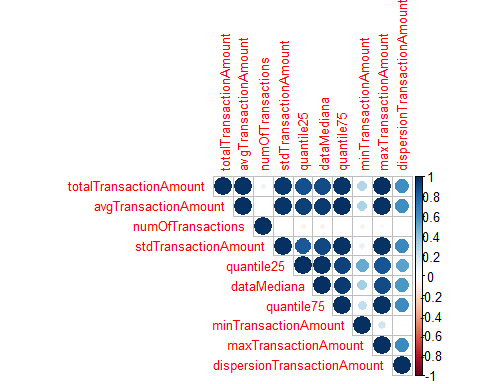 totalTransactionAmount
avgTransactionAmount
numOfTransactions
stdTransactionAmount
quantile25
dataMediana
quantile75
minTransactionAmount
maxTransactionAmount
dispersionTransactionAmount
totalTransactionAmount
avgTransactionAmount
numOfTransactions
stdTransactionAmount
quantile25
dataMediana
quantile75
minTransactionAmount
maxTransactionAmount
dispersionTransactionAmount
1
0.8
0.6
0.4
0.2
0
-0.2
-0.4
-0.6
-0.8
-1